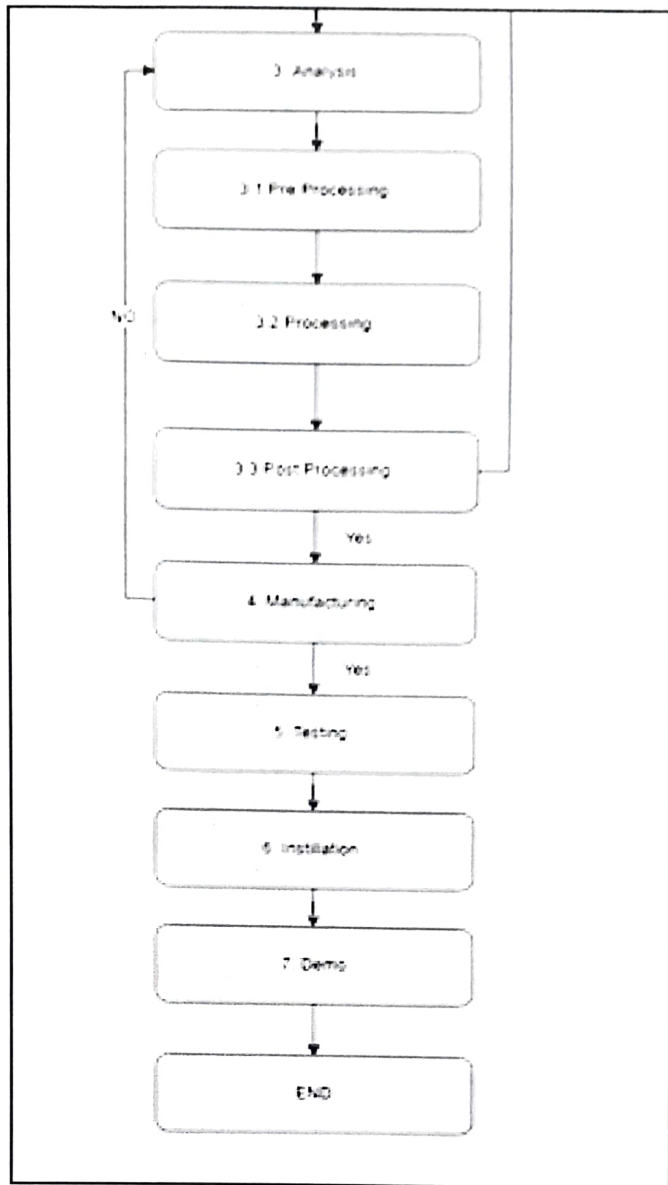 3. Analysis
3.1 Pre Processing
NO
3.2 Processing
3.3 Post Processing
Yes
4. Manufacturing
Yes
5. Testing
6. Instillation
7. Demo
END